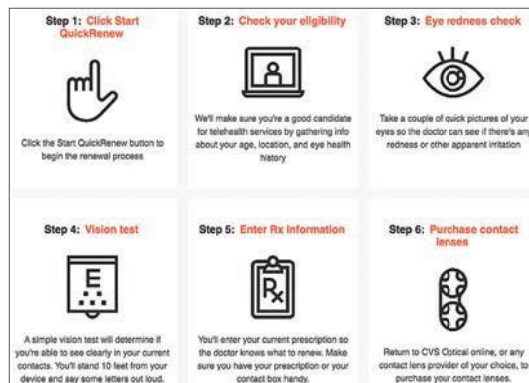 Step 1: Click Start
QuickRenew
Click the Start QuickRenew button to
begin the renewal process
Step 2: Check your eligibility
We'll make sure you're a good candidate
for telehealth services by gathering info
about your age, location, and eye health
history
Step 3: Eye redness check
Take a couple of quick pictures of your
eyes so the doctor can see if there's any
redness or other apparent irritation
Step 4: Vision test
E
A simple vision test will determine if
you're able to see clearly in your current
contacts. You'll stand 10 feet from your
device and say some letters out loud.
Step 5: Enter Rx Information
Rx
You'll enter your current prescription so
the doctor knows what to renew. Make
sure you have your prescription or your
contact box handy.
Step 6: Purchase contact
lenses
Return to CVS Optical online, or any
contact lens provider of your choice, to
purchase your contact lenses.